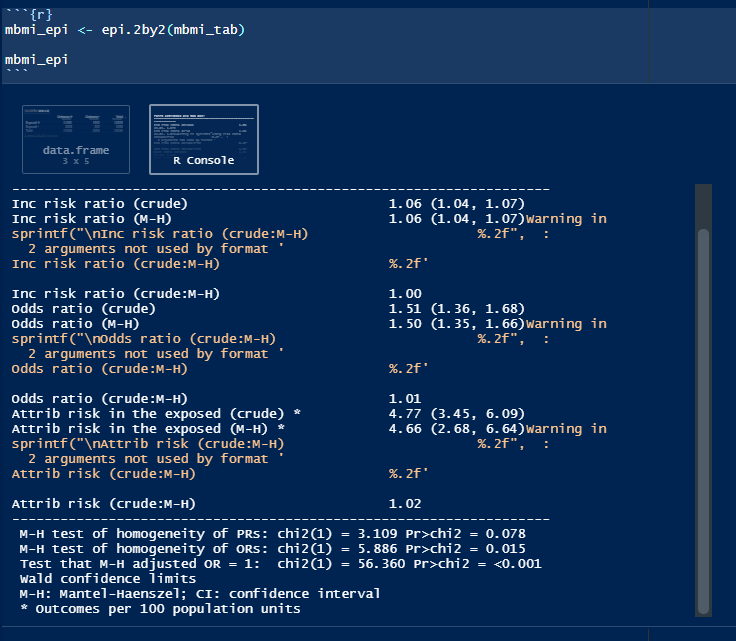 ```{r}
mbmi_epi <- epi.2by2(mbmi_tab)
mbmi_epi
```
data.frame
3 x 5
R Console
-------------------------------------------------------------------
Inc risk ratio (crude)                         1.06 (1.04, 1.07)
Inc risk ratio (M-H)                           1.06 (1.04, 1.07)Warning in
sprintf("\nInc risk ratio (crude:M-H)                     %.2f",  :
  2 arguments not used by format '
Inc risk ratio (crude:M-H)                     %.2f'
Inc risk ratio (crude:M-H)                     1.00
Odds ratio (crude)                             1.51 (1.36, 1.68)
Odds ratio (M-H)                               1.50 (1.35, 1.66)Warning in
sprintf("\nOdds ratio (crude:M-H)                         %.2f",  :
  2 arguments not used by format '
Odds ratio (crude:M-H)                         %.2f'
Odds ratio (crude:M-H)                         1.01
Attrib risk in the exposed (crude) *           4.77 (3.45, 6.09)
Attrib risk in the exposed (M-H) *             4.66 (2.68, 6.64)Warning in
sprintf("\nAttrib risk (crude:M-H)                        %.2f",  :
  2 arguments not used by format '
Attrib risk (crude:M-H)                        %.2f'
Attrib risk (crude:M-H)                        1.02
-------------------------------------------------------------------
 M-H test of homogeneity of PRs: chi2(1) = 3.109 Pr>chi2 = 0.078
 M-H test of homogeneity of ORs: chi2(1) = 5.886 Pr>chi2 = 0.015
 Test that M-H adjusted OR = 1:  chi2(1) = 56.360 Pr>chi2 = <0.001
 Wald confidence limits
 M-H: Mantel-Haenszel; CI: confidence interval
 * Outcomes per 100 population units